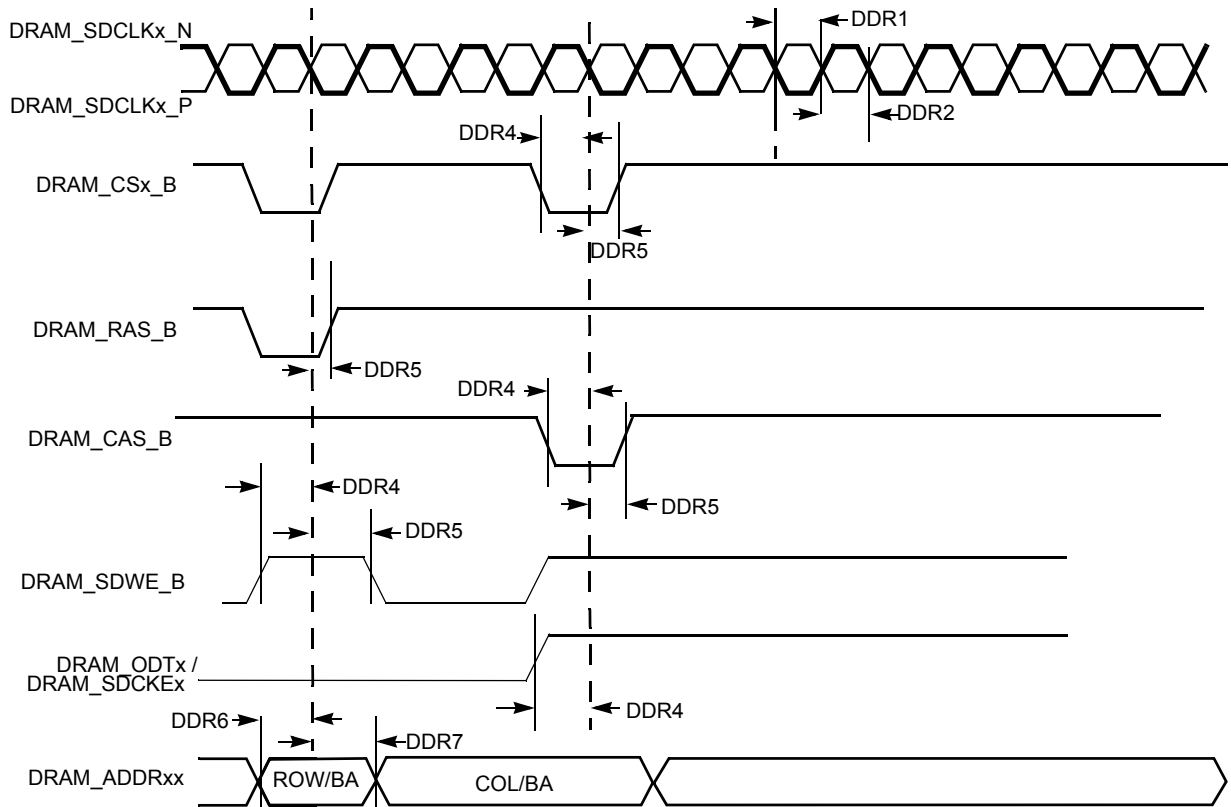 DDR1
DRAM_SDCLKx_N
DRAM_SDCLKx_P
DDR2
DDR4
DRAM_CSx_B
DDR5
DRAM_RAS_B
DDR5
DDR4
DRAM_CAS_B
DDR4
DDR5
DDR5
DRAM_SDWE_B
DRAM_ODTx /
DRAM_SDCKEx
DDR4
DDR6
DDR7
DRAM_ADDRxx
ROW/BA
COL/BA